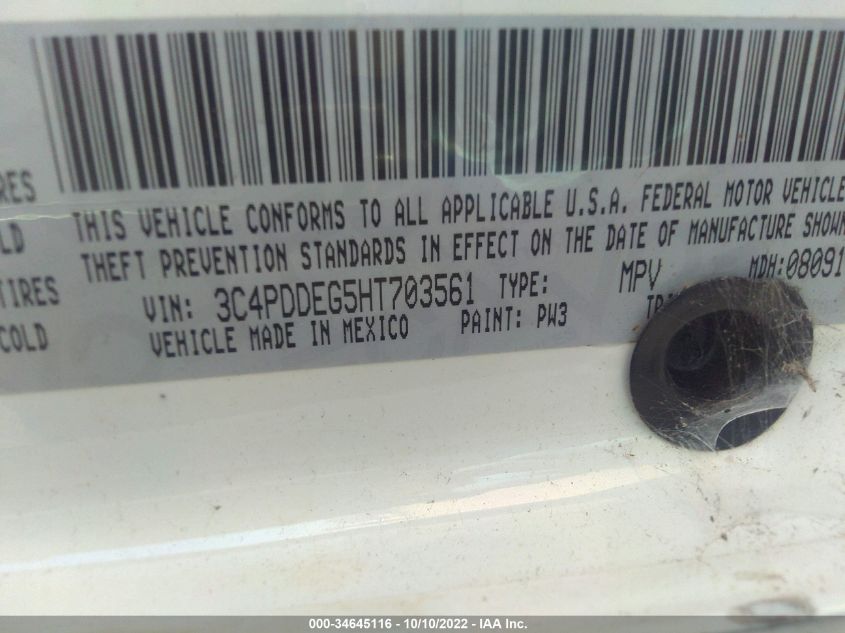 RES
LD
TIRES
COLD
THIS VEHICLE CONFORMS TO ALL APPLICABLE U.S.A. FEDERAL MOTOR VEHICLE
THEFT PREVENTION STANDARDS IN EFFECT ON THE DATE OF MANUFACTURE SHOWN
VIN: 3C4PDDEG5HT703561 TYPE: MPV MDH:08091
VEHICLE MADE IN MEXICO PAINT: PW3
000-34645116 - 10/10/2022 - IAA Inc.